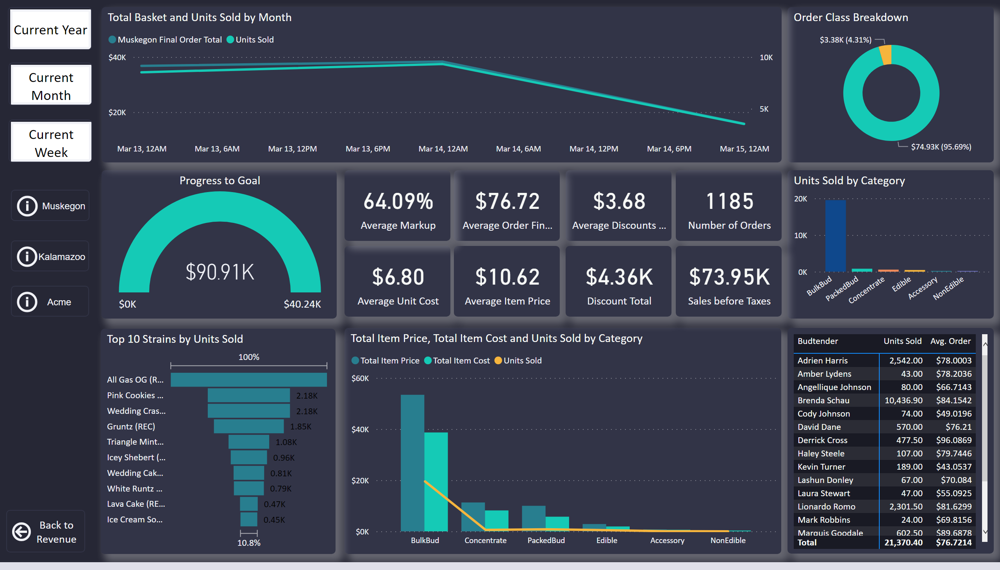 Current Year
Current
Month
Current
Week
Muskegon
Kalamazoo
Acme
Back to
Revenue
Total Basket and Units Sold by Month
Muskegon Final Order Total Units Sold
$40K
10K
$20K
5K
Mar 13, 12AM Mar 13, 6AM Mar 13, 12PM Mar 13, 6PM Mar 14, 12AM Mar 14, 6AM Mar 14, 12PM Mar 14, 6PM Mar 15, 12AM
Order Class Breakdown
$3.38K (4.31%)
$74.93K (95.69%)
Progress to Goal
$90.91K
$0K
$40.24K
64.09%
Average Markup
$76.72
Average Order Fin...
$3.68
Average Discounts ...
1185
Number of Orders
$6.80
Average Unit Cost
$10.62
Average Item Price
$4.36K
Discount Total
$73.95K
Sales before Taxes
Units Sold by Category
20K
10K
0K
BulkBud
PackedBud
Concentrate
Edible
Accessory
NonEdible
Top 10 Strains by Units Sold
100%
All Gas OG (R...
Pink Cookies ... 2.18K
Wedding Cras... 2.18K
Gruntz (REC) 1.85K
Triangle Mint... 1.08K
Icey Shebert (... 0.96K
Wedding Cak... 0.81K
White Runtz ... 0.79K
Lava Cake (RE... 0.47K
Ice Cream So... 0.45K
10.8%
Total Item Price, Total Item Cost and Units Sold by Category
Total Item Price Total Item Cost Units Sold
$60K
$40K
$20K
$0K
BulkBud Concentrate PackedBud Edible Accessory NonEdible
Budtender Units Sold Avg. Order
Adrien Harris 2,542.00 $78.0003
Amber Lydens 43.00 $78.2036
Angellique Johnson 80.00 $66.7143
Brenda Schau 10,436.90 $84.1542
Cody Johnson 74.00 $49.0196
David Dane 570.00 $76.21
Derrick Cross 477.50 $96.0869
Haley Steele 107.00 $79.7446
Kevin Turner 189.00 $43.0537
Lashun Donley 67.00 $70.084
Laura Stewart 47.00 $55.0925
Lionardo Romo 2,301.50 $81.6299
Mark Robbins 24.00 $69.8156
Marquis Goodale 602.50 $89.6878
Total 21,370.40 $76.7214